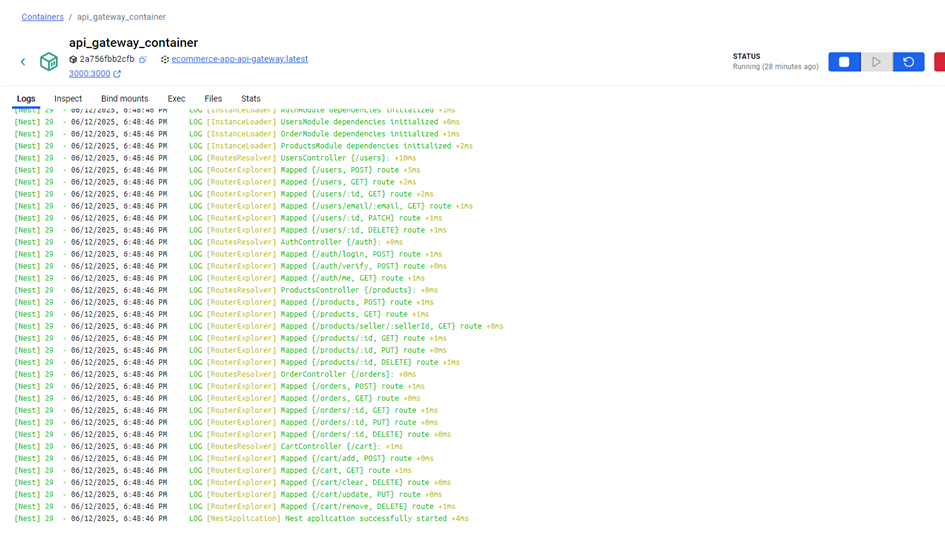 Containers / api_gateway_container
api_gateway_container
2a756fbb2cfb ecommerce-app-api-gateway:latest
3000:3000
STATUS
Running (28 minutes ago)
Logs Inspect Bind mounts Exec Files Stats
[Nest] 29 - 06/12/2025, 6:48:46 PM LOG [InstanceLoader] AuthModule dependencies initialized +1ms
[Nest] 29 - 06/12/2025, 6:48:46 PM LOG [InstanceLoader] UsersModule dependencies initialized +0ms
[Nest] 29 - 06/12/2025, 6:48:46 PM LOG [InstanceLoader] OrderModule dependencies initialized +1ms
[Nest] 29 - 06/12/2025, 6:48:46 PM LOG [InstanceLoader] ProductsModule dependencies initialized +2ms
[Nest] 29 - 06/12/2025, 6:48:46 PM LOG [RoutesResolver] UsersController {/users}: +10ms
[Nest] 29 - 06/12/2025, 6:48:46 PM LOG [RouterExplorer] Mapped {/users, POST} route +5ms
[Nest] 29 - 06/12/2025, 6:48:46 PM LOG [RouterExplorer] Mapped {/users, GET} route +2ms
[Nest] 29 - 06/12/2025, 6:48:46 PM LOG [RouterExplorer] Mapped {/users/:id, GET} route +2ms
[Nest] 29 - 06/12/2025, 6:48:46 PM LOG [RouterExplorer] Mapped {/users/email/:email, GET} route +1ms
[Nest] 29 - 06/12/2025, 6:48:46 PM LOG [RouterExplorer] Mapped {/users/:id, PATCH} route +1ms
[Nest] 29 - 06/12/2025, 6:48:46 PM LOG [RouterExplorer] Mapped {/users/:id, DELETE} route +1ms
[Nest] 29 - 06/12/2025, 6:48:46 PM LOG [RoutesResolver] AuthController {/auth}: +0ms
[Nest] 29 - 06/12/2025, 6:48:46 PM LOG [RouterExplorer] Mapped {/auth/login, POST} route +1ms
[Nest] 29 - 06/12/2025, 6:48:46 PM LOG [RouterExplorer] Mapped {/auth/verify, POST} route +0ms
[Nest] 29 - 06/12/2025, 6:48:46 PM LOG [RouterExplorer] Mapped {/auth/me, GET} route +1ms
[Nest] 29 - 06/12/2025, 6:48:46 PM LOG [RoutesResolver] ProductsController {/products}: +0ms
[Nest] 29 - 06/12/2025, 6:48:46 PM LOG [RouterExplorer] Mapped {/products, POST} route +1ms
[Nest] 29 - 06/12/2025, 6:48:46 PM LOG [RouterExplorer] Mapped {/products, GET} route +1ms
[Nest] 29 - 06/12/2025, 6:48:46 PM LOG [RouterExplorer] Mapped {/products/seller/:sellerId, GET} route +0ms
[Nest] 29 - 06/12/2025, 6:48:46 PM LOG [RouterExplorer] Mapped {/products/:id, GET} route +1ms
[Nest] 29 - 06/12/2025, 6:48:46 PM LOG [RouterExplorer] Mapped {/products/:id, PUT} route +0ms
[Nest] 29 - 06/12/2025, 6:48:46 PM LOG [RouterExplorer] Mapped {/products/:id, DELETE} route +1ms
[Nest] 29 - 06/12/2025, 6:48:46 PM LOG [RoutesResolver] OrderController {/orders}: +0ms
[Nest] 29 - 06/12/2025, 6:48:46 PM LOG [RouterExplorer] Mapped {/orders, POST} route +1ms
[Nest] 29 - 06/12/2025, 6:48:46 PM LOG [RouterExplorer] Mapped {/orders, GET} route +0ms
[Nest] 29 - 06/12/2025, 6:48:46 PM LOG [RouterExplorer] Mapped {/orders/:id, GET} route +1ms
[Nest] 29 - 06/12/2025, 6:48:46 PM LOG [RouterExplorer] Mapped {/orders/:id, PUT} route +0ms
[Nest] 29 - 06/12/2025, 6:48:46 PM LOG [RouterExplorer] Mapped {/orders/:id, DELETE} route +0ms
[Nest] 29 - 06/12/2025, 6:48:46 PM LOG [RoutesResolver] CartController {/cart}: +1ms
[Nest] 29 - 06/12/2025, 6:48:46 PM LOG [RouterExplorer] Mapped {/cart/add, POST} route +0ms
[Nest] 29 - 06/12/2025, 6:48:46 PM LOG [RouterExplorer] Mapped {/cart, GET} route +1ms
[Nest] 29 - 06/12/2025, 6:48:46 PM LOG [RouterExplorer] Mapped {/cart/clear, DELETE} route +0ms
[Nest] 29 - 06/12/2025, 6:48:46 PM LOG [RouterExplorer] Mapped {/cart/update, PUT} route +0ms
[Nest] 29 - 06/12/2025, 6:48:46 PM LOG [RouterExplorer] Mapped {/cart/remove, DELETE} route +1ms
[Nest] 29 - 06/12/2025, 6:48:46 PM LOG [NestApplication] Nest application successfully started +4ms